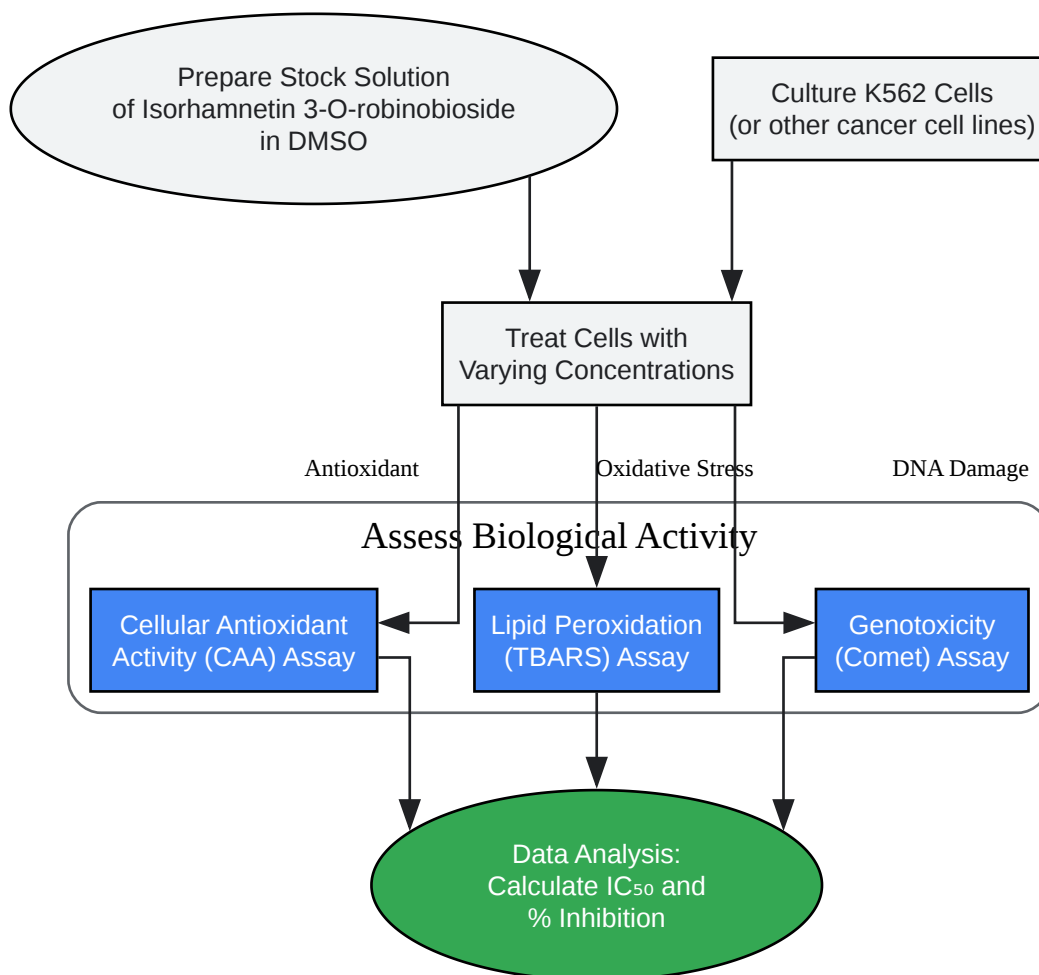 Prepare Stock Solution
of Isorhamnetin 3-O-robinobioside
in DMSO
Culture K562 Cells
(or other cancer cell lines)
Treat Cells with
Varying Concentrations
Antioxidant
Oxidative Stress
DNA Damage
Assess Biological Activity
Cellular Antioxidant
Activity (CAA) Assay
Lipid Peroxidation
(TBARS) Assay
Genotoxicity
(Comet) Assay
Data Analysis:
Calculate IC₅₀ and
% Inhibition